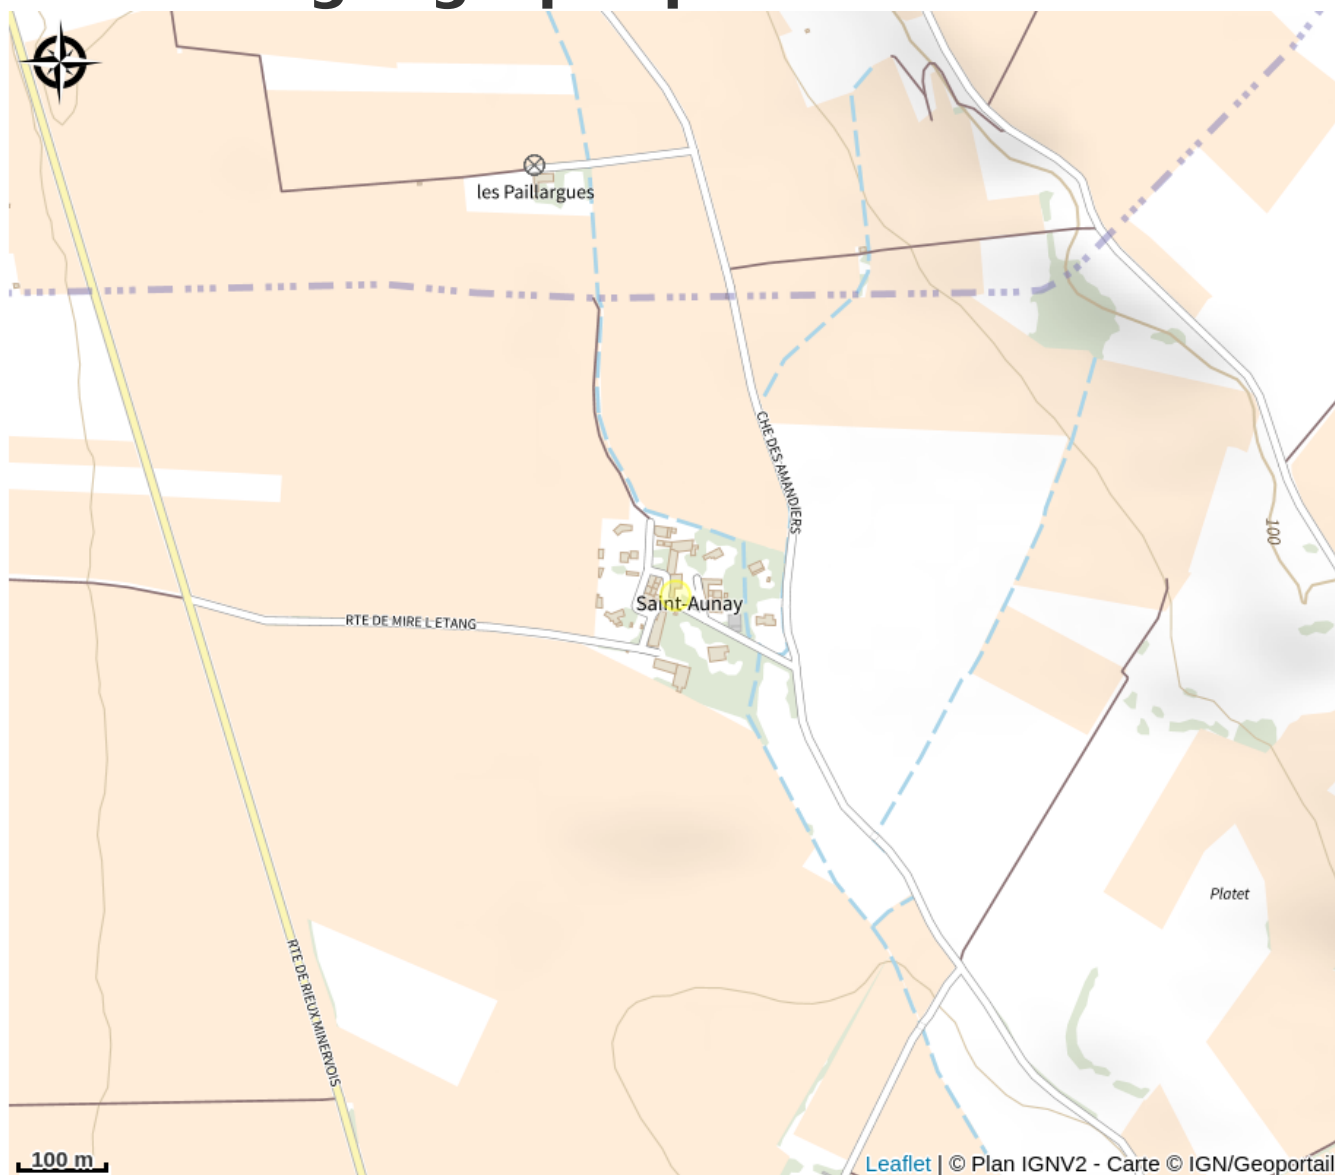 les Paillargues
CHE DES AMANDIERS
100
Saint-Aunay
RTE DE MIRE L ETANG
Platet
RTE DE RIEUX MINERVOIS
100 m
Leaflet | © Plan IGNV2 - Carte © IGN/Geoportail